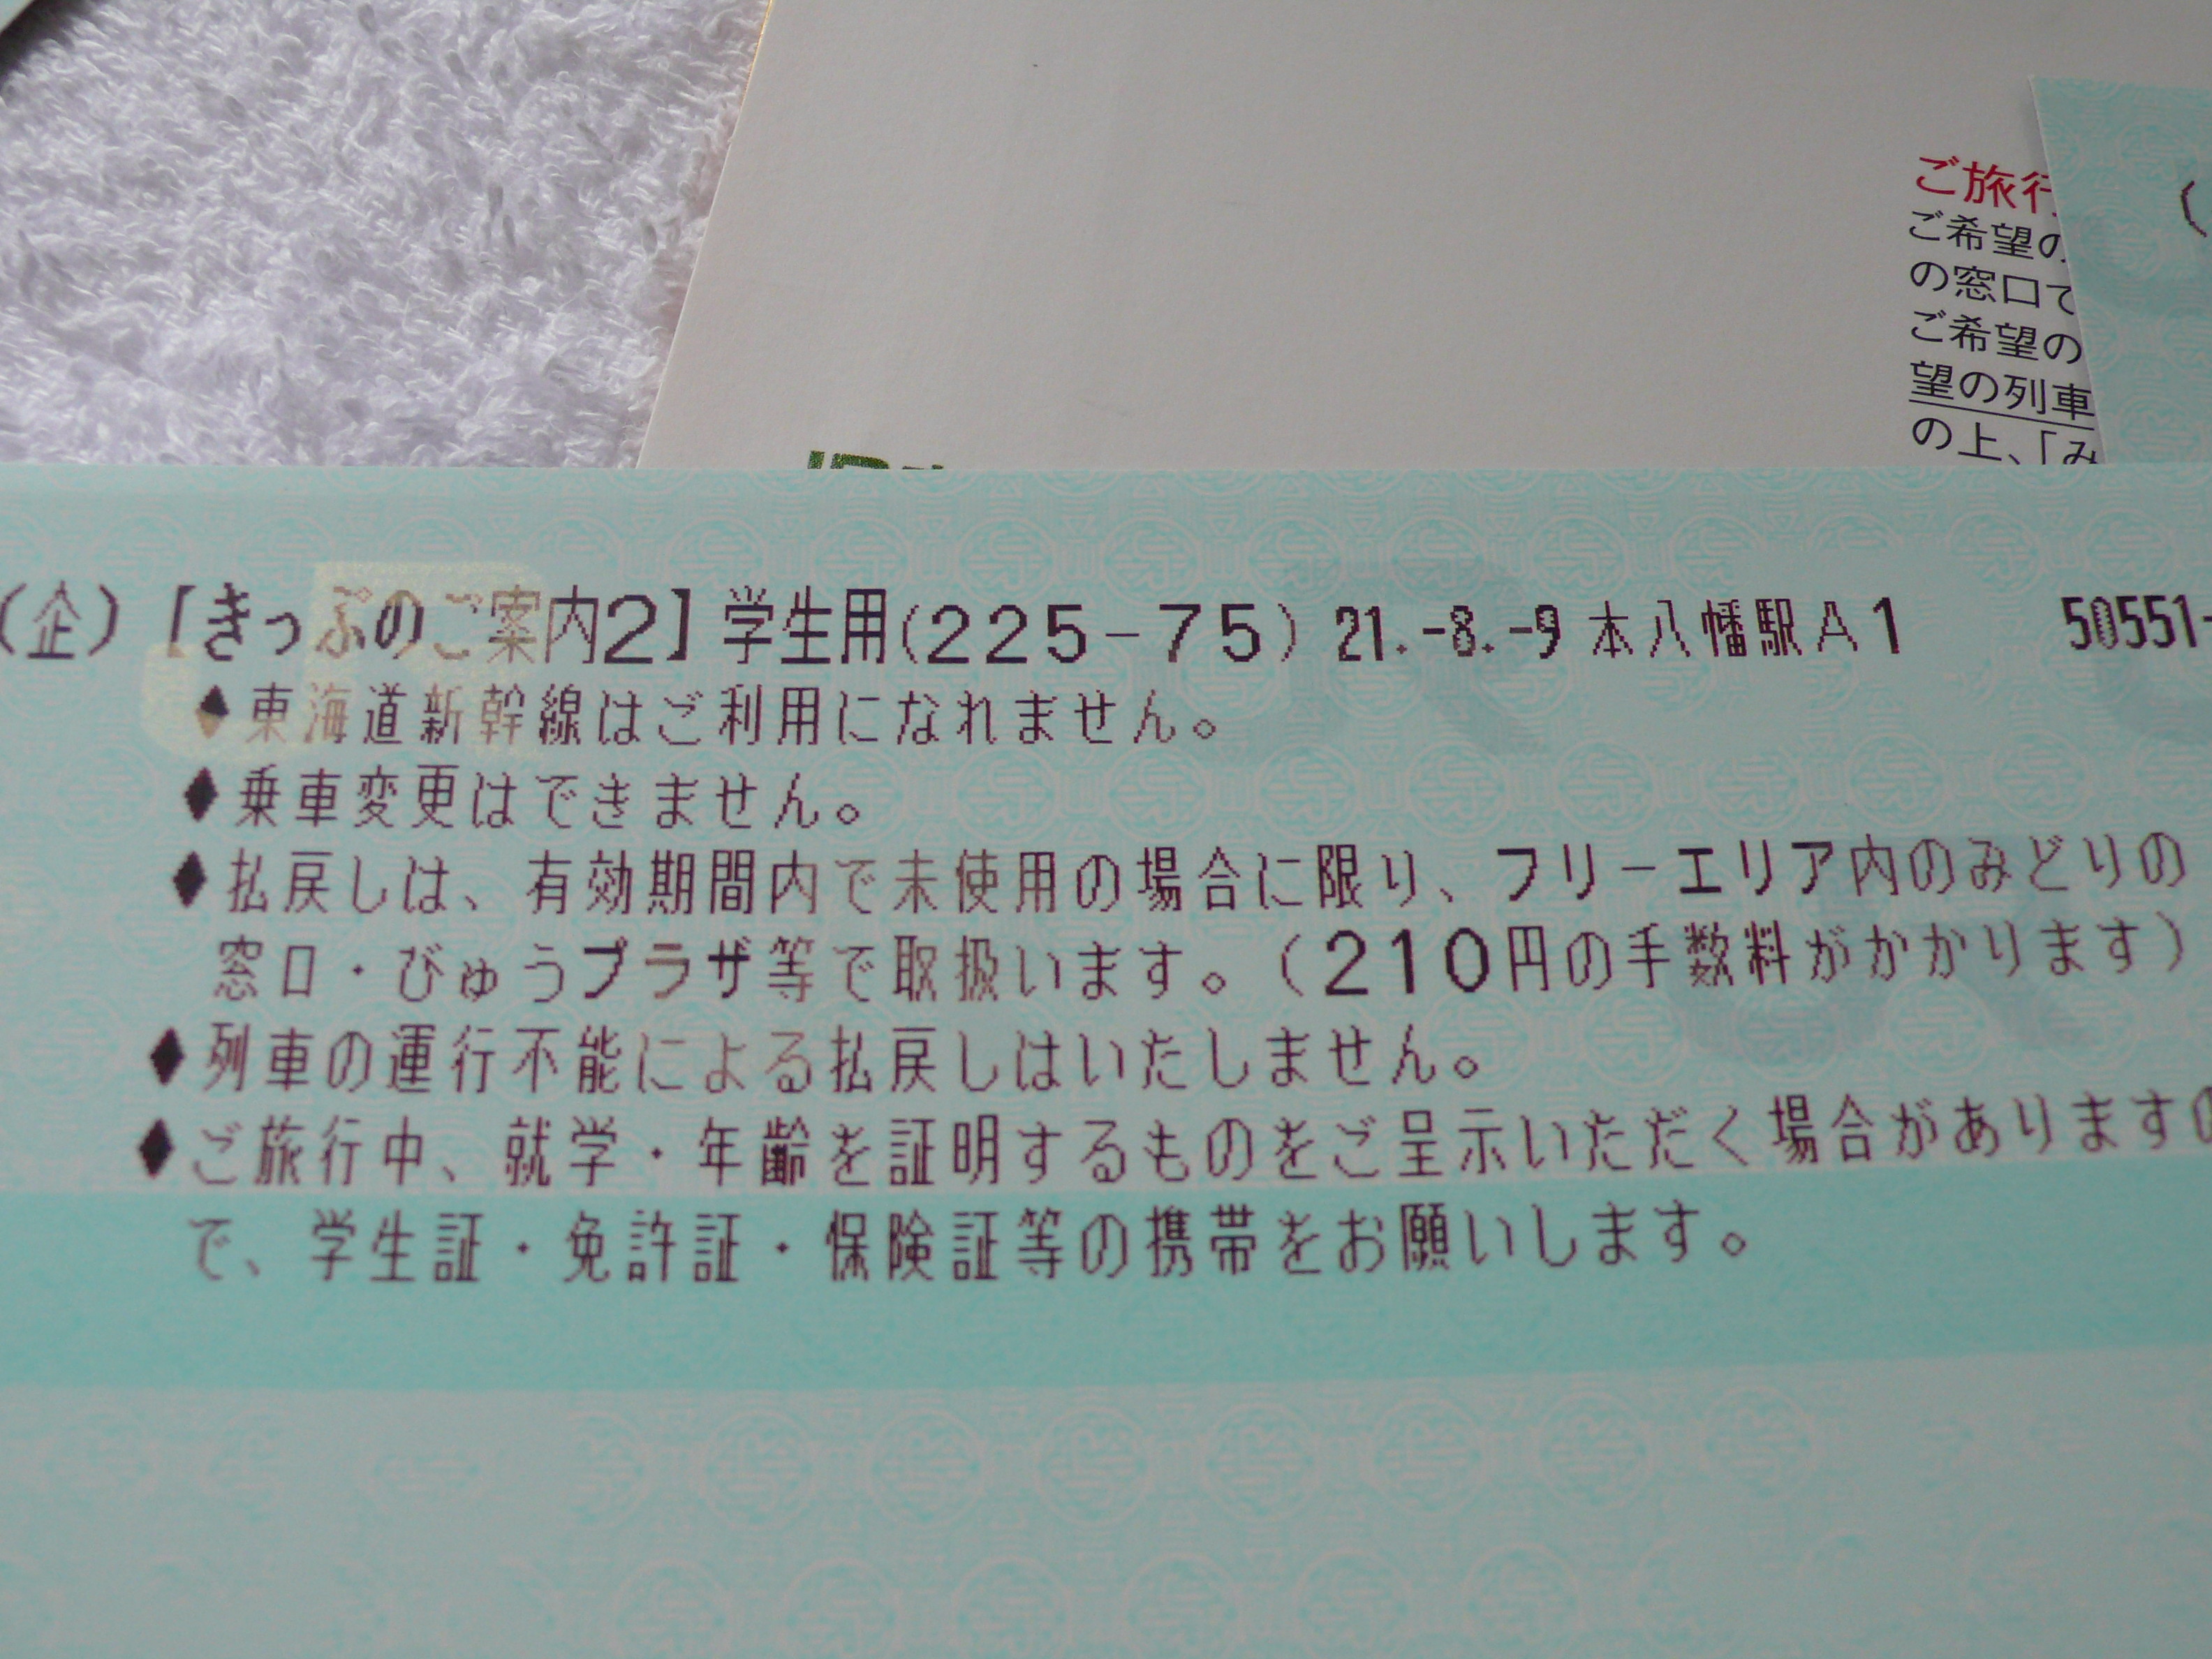 ご旅行
ご希望の
の窓口で
ご希望の
望の列車
の上、「み
JR
(企)【きっぷのご案内2】学生用(225-75) 21.-8.-9 本八幡駅A1 50551-
♦東海道新幹線はご利用になれません。
♦乗車変更はできません。
♦払戻しは、有効期間内で未使用の場合に限り、フリーエリア内のみどりの
窓口・びゅうプラザ等で取扱います。(210円の手数料がかかります)
♦列車の運行不能による払戻しはいたしません。
♦ご旅行中、就学・年齢を証明するものをご呈示いただく場合がありますの
で、学生証・免許証・保険証等の携帯をお願いします。